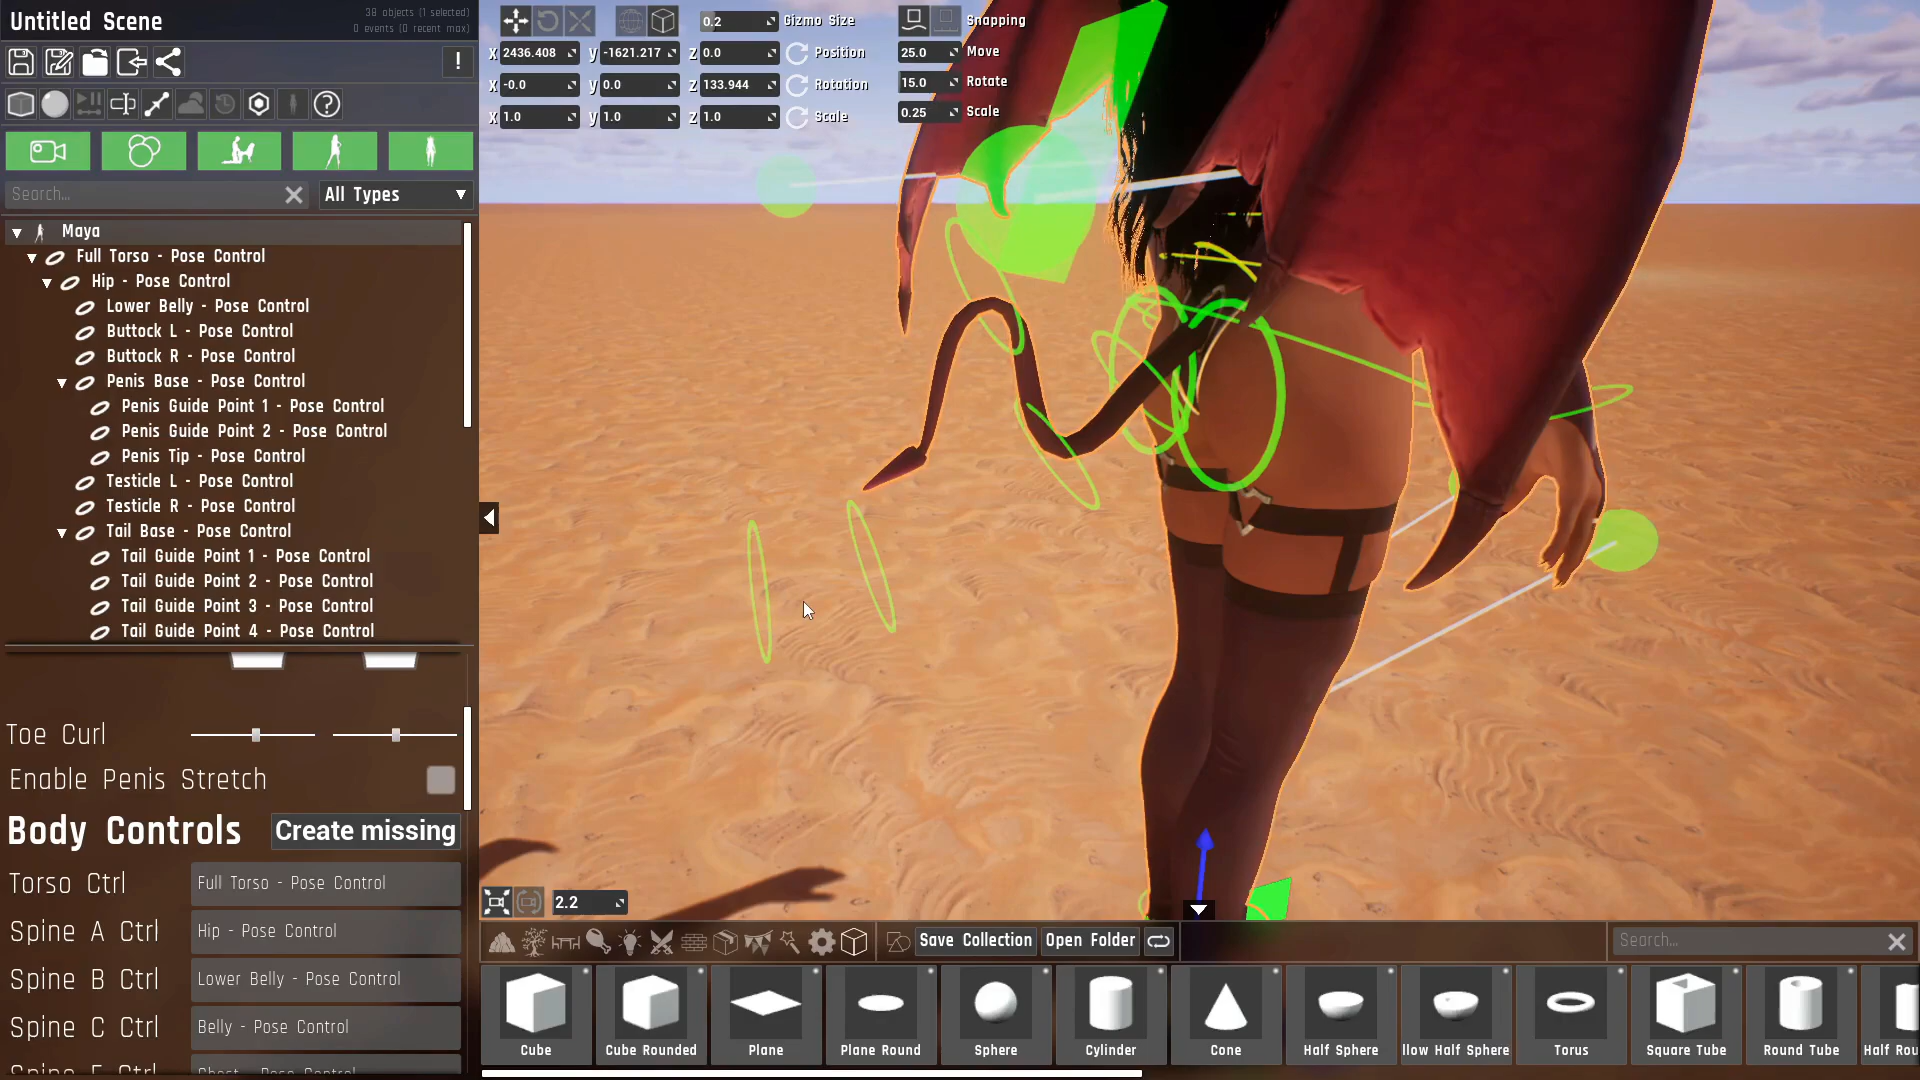 Untitled Scene
38 objects (1 selected)
0 events (0 recent max)
!
Search...
All Types
Maya
Full Torso - Pose Control
Hip - Pose Control
Lower Belly - Pose Control
Buttock L - Pose Control
Buttock R - Pose Control
Penis Base - Pose Control
Penis Guide Point 1 - Pose Control
Penis Guide Point 2 - Pose Control
Penis Tip - Pose Control
Testicle L - Pose Control
Testicle R - Pose Control
Tail Base - Pose Control
Tail Guide Point 1 - Pose Control
Tail Guide Point 2 - Pose Control
Tail Guide Point 3 - Pose Control
Tail Guide Point 4 - Pose Control
Toe Curl
Enable Penis Stretch
Body Controls Create missing
Torso Ctrl Full Torso - Pose Control
Spine A Ctrl Hip - Pose Control
Spine B Ctrl Lower Belly - Pose Control
Spine C Ctrl Belly - Pose Control
0.2 Gizmo Size Snapping
X 2436.408 y -1621.217 Z 0.0 Position 25.0 Move
X -0.0 y 0.0 Z 133.944 Rotation 15.0 Rotate
X 1.0 y 1.0 Z 1.0 Scale 0.25 Scale
2.2
Save Collection Open Folder Search...
Cube Cube Rounded Plane Plane Round Sphere Cylinder Cone Half Sphere llow Half Sphere Torus Square Tube Round Tube Half Rou